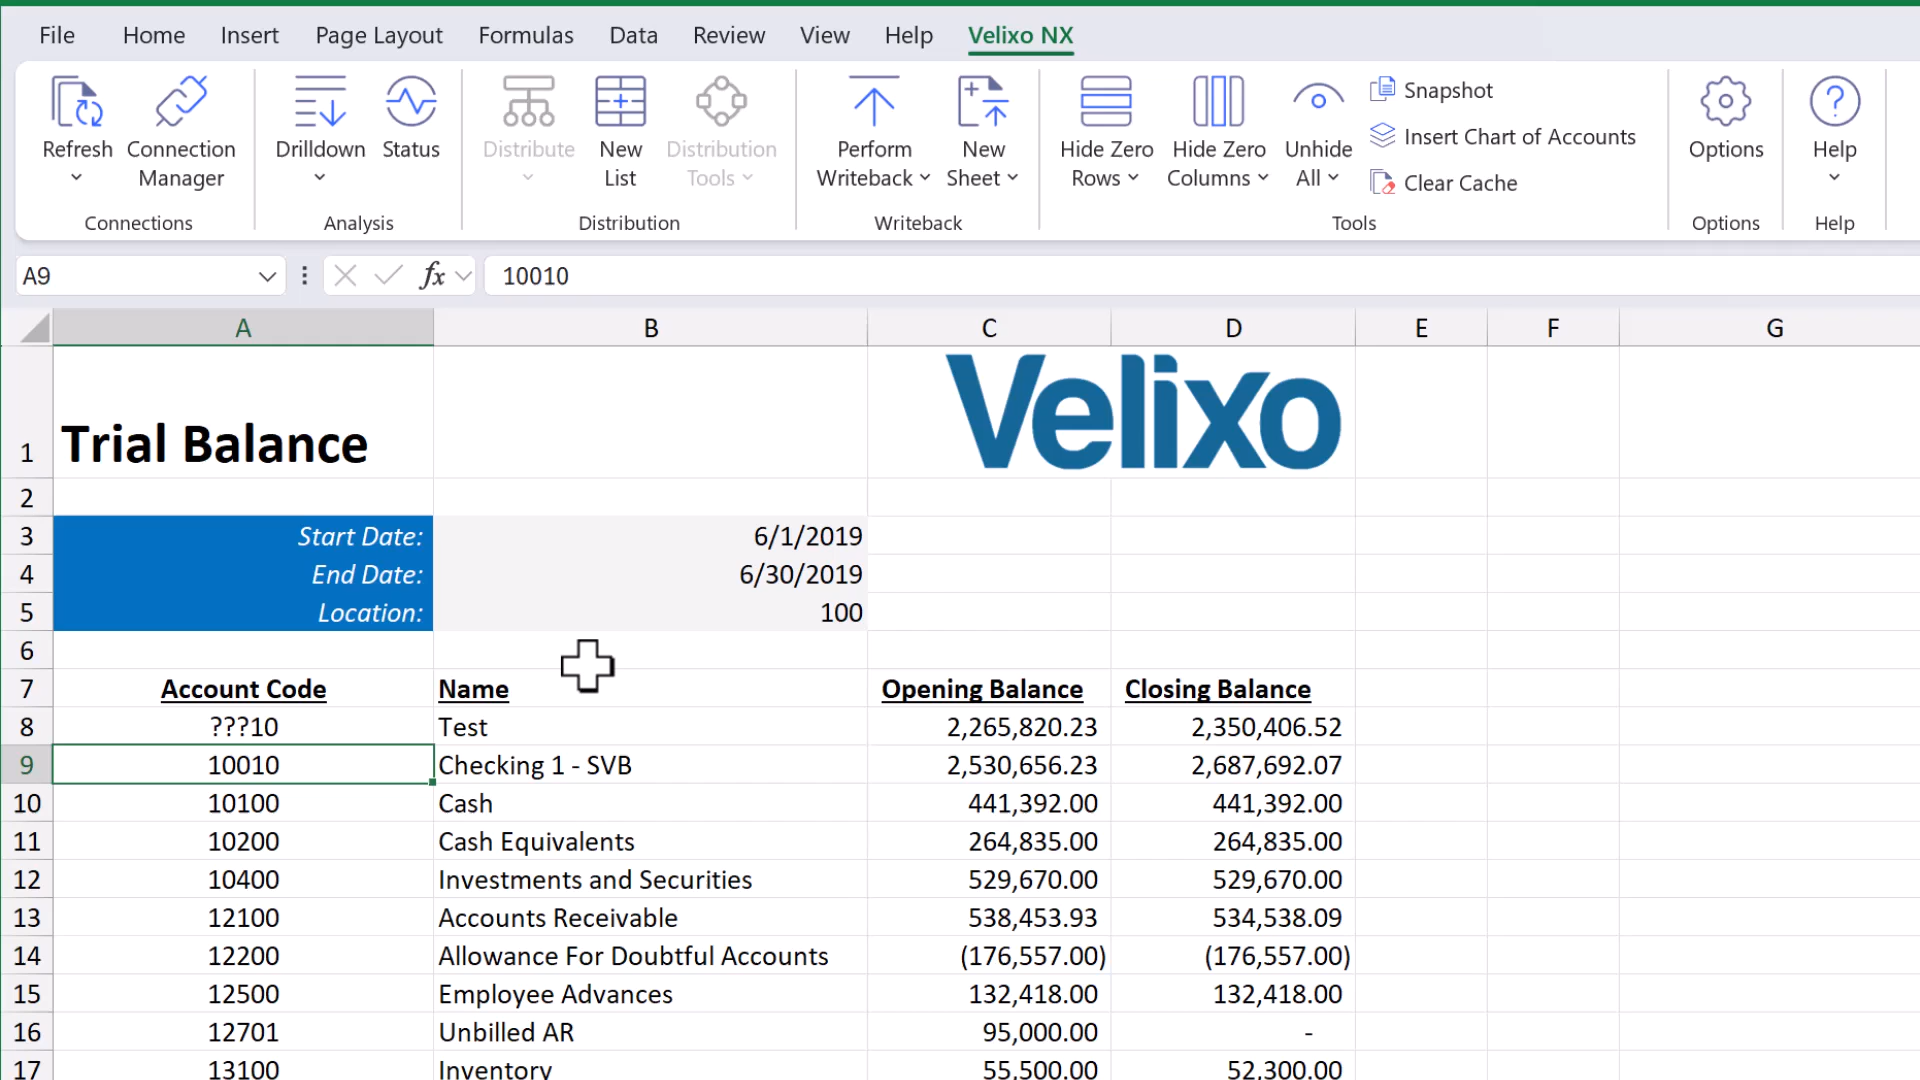 File Home Insert Page Layout Formulas Data Review View Help Velixo NX
Refresh Connection Manager Drilldown Status Distribute New List Distribution Tools Perform Writeback New Sheet Hide Zero Rows Hide Zero Columns Unhide All Snapshot Insert Chart of Accounts Clear Cache Options Help
Connections Analysis Distribution Writeback Tools Options Help
A9 fx 10010
A B C D E F G
1 Trial Balance Velixo
2
3 Start Date: 6/1/2019
4 End Date: 6/30/2019
5 Location: 100
6
7 Account Code Name Opening Balance Closing Balance
8 ???10 Test 2,265,820.23 2,350,406.52
9 10010 Checking 1 - SVB 2,530,656.23 2,687,692.07
10 10100 Cash 441,392.00 441,392.00
11 10200 Cash Equivalents 264,835.00 264,835.00
12 10400 Investments and Securities 529,670.00 529,670.00
13 12100 Accounts Receivable 538,453.93 534,538.09
14 12200 Allowance For Doubtful Accounts (176,557.00) (176,557.00)
15 12500 Employee Advances 132,418.00 132,418.00
16 12701 Unbilled AR 95,000.00 -
17 13100 Inventory 55,500.00 52,300.00